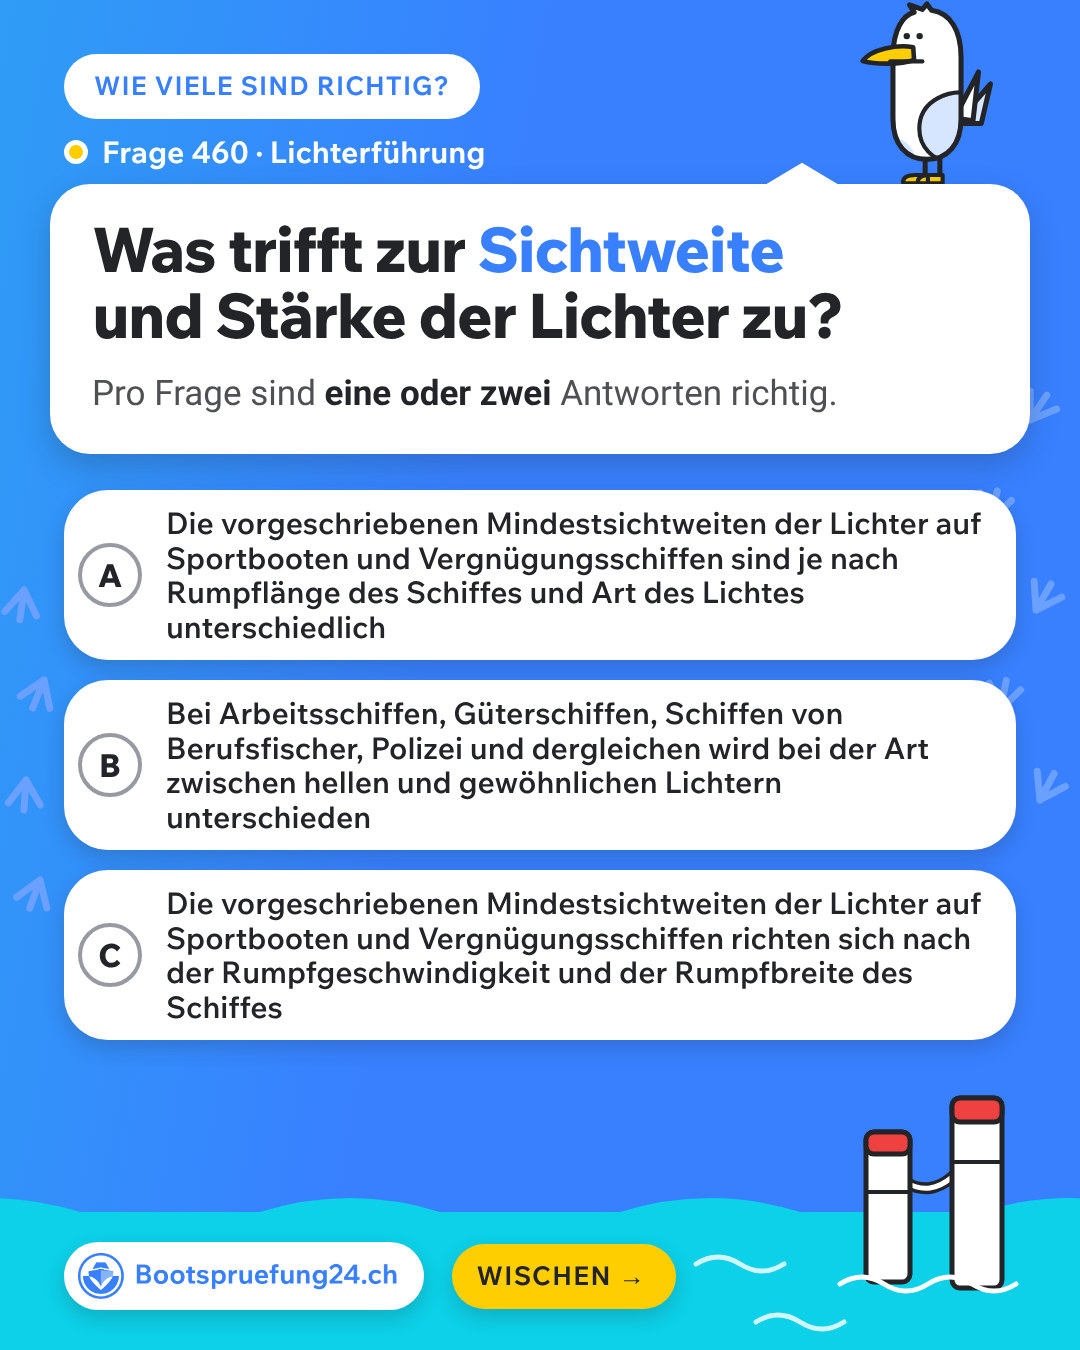 WIE VIELE SIND RICHTIG?
Frage 460 · Lichterführung
Was trifft zur Sichtweite
und Stärke der Lichter zu?
Pro Frage sind eine oder zwei Antworten richtig.
A
Die vorgeschriebenen Mindestsichtweiten der Lichter auf
Sportbooten und Vergnügungsschiffen sind je nach
Rumpflänge des Schiffes und Art des Lichtes
unterschiedlich
B
Bei Arbeitsschiffen, Güterschiffen, Schiffen von
Berufsfischer, Polizei und dergleichen wird bei der Art
zwischen hellen und gewöhnlichen Lichtern
unterschieden
C
Die vorgeschriebenen Mindestsichtweiten der Lichter auf
Sportbooten und Vergnügungsschiffen richten sich nach
der Rumpfgeschwindigkeit und der Rumpfbreite des
Schiffes
Bootspruefung24.ch
WISCHEN →